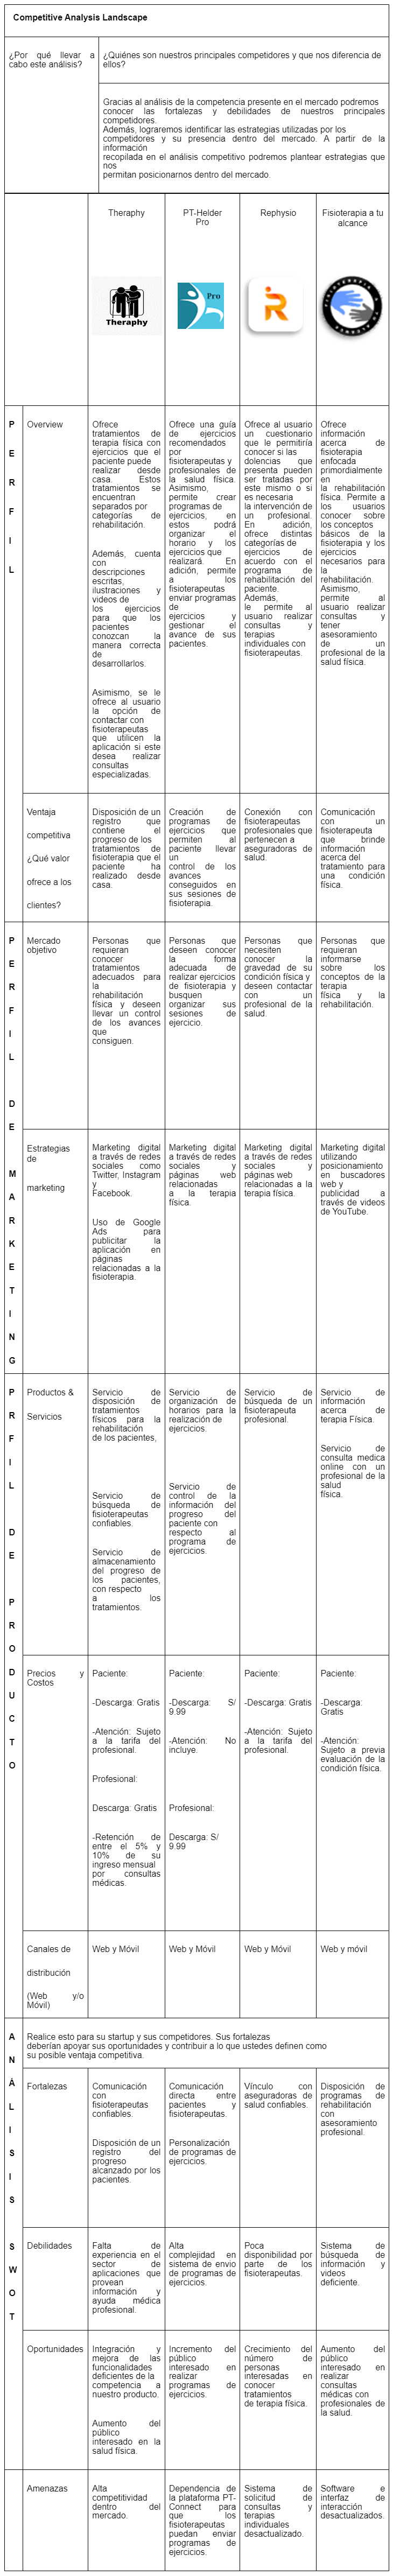 Competitive Analysis Landscape
¿Por qué llevar a
cabo este análisis?
¿Quiénes son nuestros principales competidores y que nos diferencia de
ellos?
Gracias al análisis de la competencia presente en el mercado podremos
conocer las fortalezas y debilidades de nuestros principales
competidores.
Además, lograremos identificar las estrategias utilizadas por los
competidores y su presencia dentro del mercado. A partir de la
información
recopilada en el análisis competitivo podremos plantear estrategias que
nos
permitan posicionarnos dentro del mercado.
Theraphy
Theraphy
PT-Helder
Pro
Pro
Rephysio
R
Fisioterapia a tu
alcance
P E R F I L
Overview
Ofrece
tratamientos de
terapia física con
ejercicios que el
paciente puede
realizar desde
casa. Estos
tratamientos se
encuentran
separados por
categorías de
rehabilitación.
Además, cuenta
con
descripciones
escritas,
ilustraciones y
videos de
los ejercicios
para que los
pacientes
conozcan la
manera correcta
de
desarrollarlos.
Asimismo, se le
ofrece al usuario
la opción de
contactar con
fisioterapeutas
que utilicen la
aplicación si este
desea realizar
consultas
especializadas.
Ofrece una guía
de ejercicios
recomendados
por
fisioterapeutas y
profesionales de
la salud física.
Asimismo,
permite crear
programas de
ejercicios, en
estos podrá
organizar el
horario y los
ejercicios que
realizará. En
adición, permite
a los
fisioterapeutas
enviar programas
de
ejercicios y
gestionar el
avance de sus
pacientes.
Ofrece al usuario
un cuestionario
que le permitiría
conocer si las
dolencias que
presenta pueden
ser tratadas por
este mismo o si
es necesaria
la intervención de
un profesional.
En adición,
ofrece distintas
categorías de
ejercicios de
acuerdo con el
programa de
rehabilitación del
paciente.
Además,
le permite al
usuario realizar
consultas y
terapias
individuales con
fisioterapeutas.
Ofrece
información
acerca de
fisioterapia
enfocada
primordialmente
en
la rehabilitación
física. Permite a
los usuarios
conocer sobre
los conceptos
básicos de la
fisioterapia y los
ejercicios
necesarios para
la
rehabilitación.
Asimismo,
permite al
usuario realizar
consultas y
tener
asesoramiento
de un
profesional de la
salud física.
Ventaja
competitiva
¿Qué valor
ofrece a los
clientes?
Disposición de un
registro que
contiene el
progreso de los
tratamientos de
fisioterapia que el
paciente ha
realizado desde
casa.
Creación de
programas de
ejercicios que
permiten al
paciente llevar
un
control de los
avances
conseguidos en
sus sesiones de
fisioterapia.
Conexión con
fisioterapeutas
profesionales que
pertenecen a
aseguradoras de
salud.
Comunicación
con un
fisioterapeuta
que brinde
información
acerca del
tratamiento para
una condición
física.
P E R F I L D E M A R K E T I N G
Mercado
objetivo
Personas que
requieran
conocer
tratamientos
adecuados para
la
rehabilitación
física y deseen
llevar un control
de los avances
que
consiguen.
Personas que
deseen conocer
la forma
adecuada de
realizar ejercicios
de fisioterapia y
busquen
organizar sus
sesiones de
ejercicio.
Personas que
necesiten
conocer la
gravedad de su
condición física y
deseen contactar
con un
profesional de la
salud.
Personas que
requieran
informarse
sobre los
conceptos de la
terapia
física y la
rehabilitación.
Estrategias
de
marketing
Marketing digital
a través de redes
sociales como
Twitter, Instagram
y
Facebook.
Uso de Google
Ads para
publicitar la
aplicación en
páginas
relacionadas a la
fisioterapia.
Marketing digital
a través de redes
sociales y
páginas web
relacionadas
a la terapia
física.
Marketing digital
a través de redes
sociales y
páginas web
relacionadas a la
terapia física.
Marketing digital
utilizando
posicionamiento
en buscadores
web y
publicidad a
través de videos
de YouTube.
P R F I L D E P R O D U C T O
Productos &
Servicios
Servicio de
disposición de
tratamientos
físicos para la
rehabilitación
de los pacientes,
Servicio de
búsqueda de
fisioterapeutas
confiables.
Servicio de
almacenamiento
del progreso de
los pacientes,
con respecto
a los
tratamientos.
Servicio de
organización de
horarios para la
realización de
ejercicios.
Servicio de
control de la
información del
progreso del
paciente con
respecto al
programa de
ejercicios.
Servicio de
búsqueda de un
fisioterapeuta
profesional.
Servicio de
información
acerca de
terapia Física.
Servicio de
consulta medica
online con un
profesional de la
salud
física.
Precios y
Costos
Paciente:
-Descarga: Gratis
-Atención: Sujeto
a la tarifa del
profesional.
Profesional:
Descarga: Gratis
-Retención de
entre el 5% y
10% de su
ingreso mensual
por consultas
médicas.
Paciente:
-Descarga: S/
9.99
-Atención: No
incluye.
Profesional:
Descarga: S/
9.99
Paciente:
-Descarga: Gratis
-Atención: Sujeto
a la tarifa del
profesional.
Paciente:
-Descarga:
Gratis
-Atención:
Sujeto a previa
evaluación de la
condición física.
Canales de
distribución
(Web y/o
Móvil)
Web y Móvil
Web y Móvil
Web y Móvil
Web y móvil
A N Á L I S I S S W O T
Realice esto para su startup y sus competidores. Sus fortalezas
deberían apoyar sus oportunidades y contribuir a lo que ustedes definen como
su posible ventaja competitiva.
Fortalezas
Comunicación
con
fisioterapeutas
confiables.
Disposición de un
registro del
progreso
alcanzado por los
pacientes.
Comunicación
directa entre
pacientes y
fisioterapeutas.
Personalización
de programas de
ejercicios.
Vínculo con
aseguradoras de
salud confiables.
Disposición de
programas de
rehabilitación
con
asesoramiento
profesional.
Debilidades
Falta de
experiencia en el
sector de
aplicaciones que
provean
información y
ayuda médica
profesional.
Alta
complejidad en
sistema de envio
de programas de
ejercicios.
Poca
disponibilidad por
parte de los
fisioterapeutas.
Sistema de
búsqueda de
información y
videos
deficiente.
Oportunidades
Integración y
mejora de las
funcionalidades
deficientes de la
competencia a
nuestro producto.
Aumento del
público
interesado en la
salud física.
Incremento del
público
interesado en
realizar
programas de
ejercicios.
Crecimiento del
número de
personas
interesadas en
conocer
tratamientos
de terapia física.
Aumento del
público
interesado en
realizar
consultas
médicas con
profesionales de
la salud.
Amenazas
Alta
competitividad
dentro del
mercado.
Dependencia de
la plataforma PT-
Connect para
que los
fisioterapeutas
puedan enviar
programas de
ejercicios.
Sistema de
solicitud de
consultas y
terapias
individuales
desactualizado.
Software e
interfaz de
interacción
desactualizados.